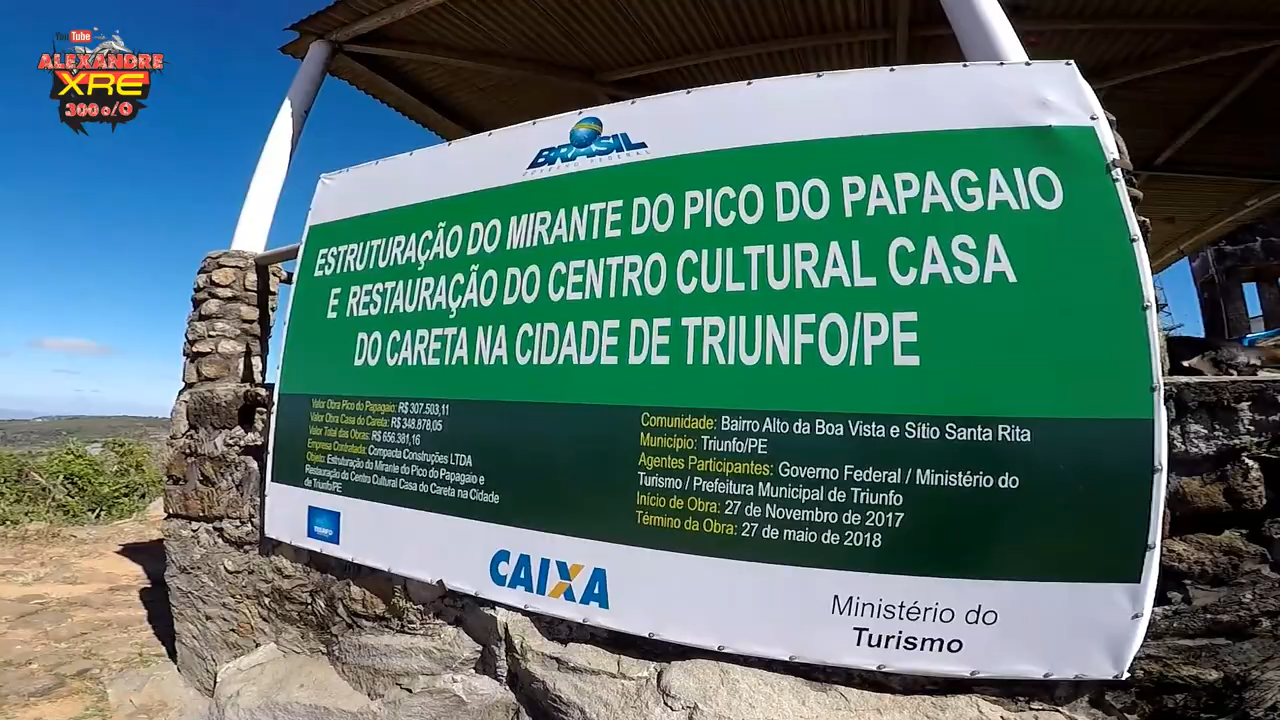 YouTube
ALEXANDRE
XRE
300 o/O
BRASIL
GOVERNO FEDERAL
ESTRUTURAÇÃO DO MIRANTE DO PICO DO PAPAGAIO
E RESTAURAÇÃO DO CENTRO CULTURAL CASA
DO CARETA NA CIDADE DE TRIUNFO/PE
Valor Obra Pico do Papagaio: R$ 307.503,11
Valor Obra Casa do Careta: R$ 348.878,05
Valor Total das Obras: R$ 656.381,16
Empresa Contratada: Compacta Construções LTDA
Objeto: Estruturação do Mirante do Pico do Papagaio e
Restauração do Centro Cultural Casa do Careta na Cidade
de Triunfo/PE
Comunidade: Bairro Alto da Boa Vista e Sítio Santa Rita
Município: Triunfo/PE
Agentes Participantes: Governo Federal / Ministério do
Turismo / Prefeitura Municipal de Triunfo
Início de Obra: 27 de Novembro de 2017
Término da Obra: 27 de maio de 2018
TRIUNFO
CAIXA
Ministério do
Turismo